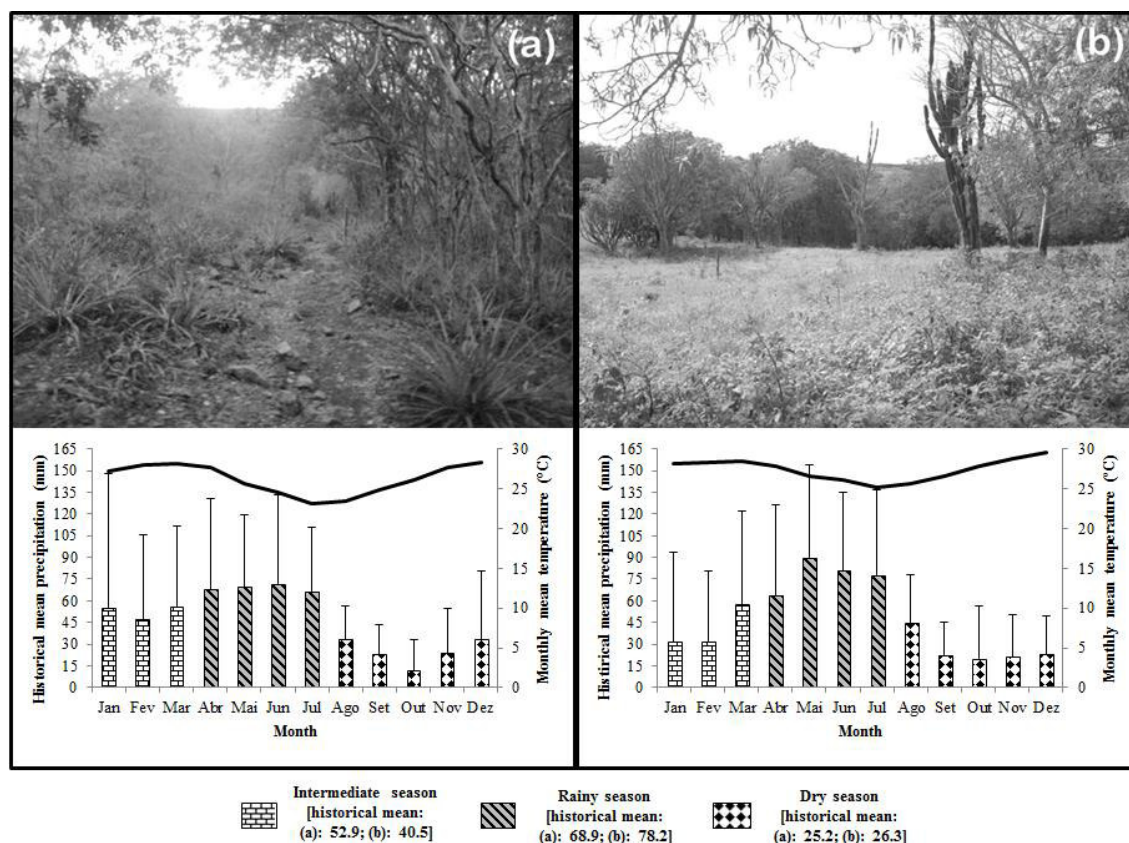 (a)
(b)
165
150
135
120
105
90
75
60
45
30
15
0
Historical mean precipitation (mm)
30
25
20
15
10
5
0
Monthly mean temperature (°C)
Jan Fev Mar Abr Mai Jun Jul Ago Set Out Nov Dez
Month
165
150
135
120
105
90
75
60
45
30
15
0
Histirical mean precipitation (mm)
30
25
20
15
10
5
0
Monthly mean temperature (°C)
Jan Fev Mar Abr Mai Jun Jul Ago Set Out Nov Dez
Month
Intermediate season
[historical mean:
(a): 52.9; (b): 40.5]
Rainy season
[historical mean:
(a): 68.9; (b): 78.2]
Dry season
[historical mean:
(a): 25.2; (b): 26.3]